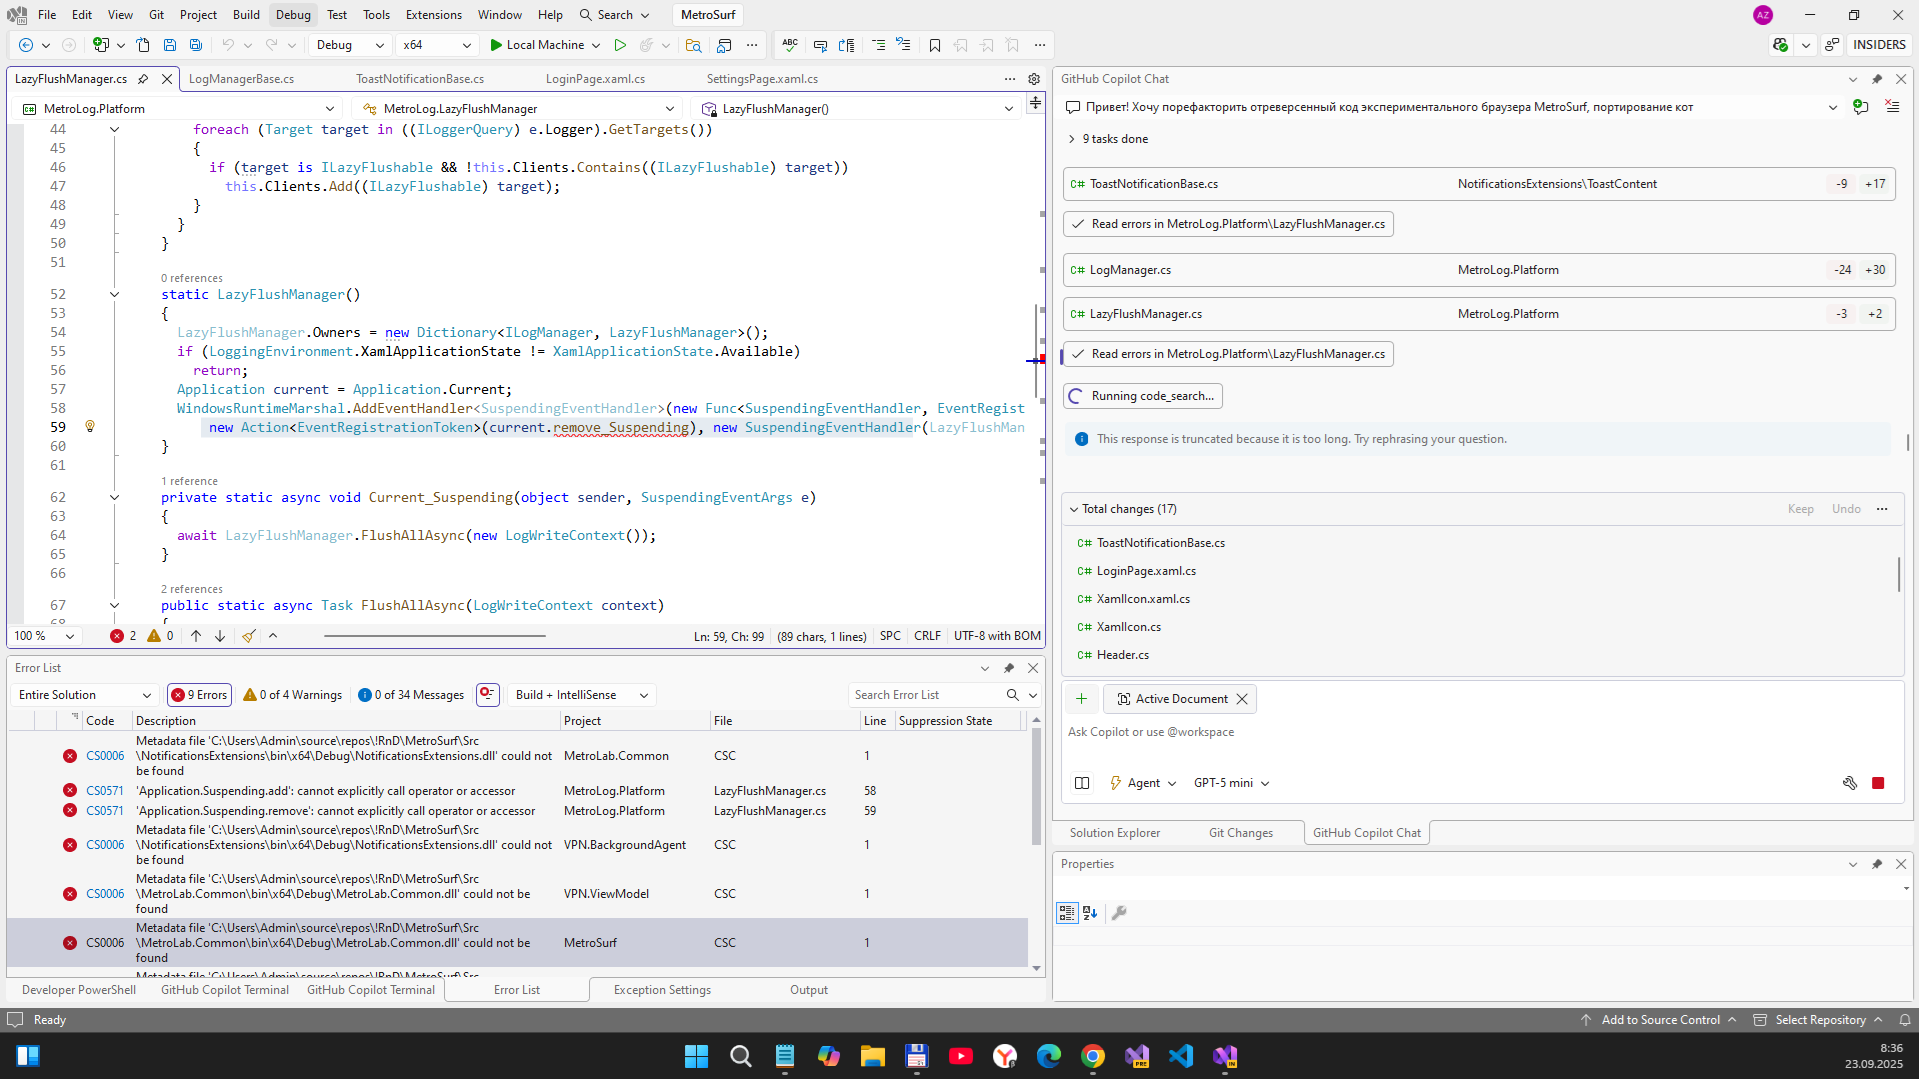 File Edit View Git Project Build Debug Test Tools Extensions Window Help Search MetroSurf AZ
Debug x64 Local Machine INSIDERS
LazyFlushManager.cs LogManagerBase.cs ToastNotificationBase.cs LoginPage.xaml.cs SettingsPage.xaml.cs
MetroLog.Platform MetroLog.LazyFlushManager LazyFlushManager()
44 foreach (Target target in ((ILoggerQuery) e.Logger).GetTargets())
45 {
46 if (target is ILazyFlushable && !this.Clients.Contains((ILazyFlushable) target))
47 this.Clients.Add((ILazyFlushable) target);
48 }
49 }
50 }
51
0 references
52 static LazyFlushManager()
53 {
54 LazyFlushManager.Owners = new Dictionary<ILogManager, LazyFlushManager>();
55 if (LoggingEnvironment.XamlApplicationState != XamlApplicationState.Available)
56 return;
57 Application current = Application.Current;
58 WindowsRuntimeMarshal.AddEventHandler<SuspendingEventHandler>(new Func<SuspendingEventHandler, EventRegist
59 new Action<EventRegistrationToken>(current.remove_Suspending), new SuspendingEventHandler(LazyFlushMan
60 }
61
1 reference
62 private static async void Current_Suspending(object sender, SuspendingEventArgs e)
63 {
64 await LazyFlushManager.FlushAllAsync(new LogWriteContext());
65 }
66
2 references
67 public static async Task FlushAllAsync(LogWriteContext context)
68 {
100 % 2 0 Ln: 59, Ch: 99 (89 chars, 1 lines) SPC CRLF UTF-8 with BOM
Error List
Entire Solution 9 Errors 0 of 4 Warnings 0 of 34 Messages Build + IntelliSense Search Error List
Code Description Project File Line Suppression State
Metadata file 'C:\Users\Admin\source\repos\!RnD\MetroSurf\Src
CS0006 \NotificationsExtensions\bin\x64\Debug\NotificationsExtensions.dll' could not MetroLab.Common CSC 1
be found
CS0571 'Application.Suspending.add': cannot explicitly call operator or accessor MetroLog.Platform LazyFlushManager.cs 58
CS0571 'Application.Suspending.remove': cannot explicitly call operator or accessor MetroLog.Platform LazyFlushManager.cs 59
Metadata file 'C:\Users\Admin\source\repos\!RnD\MetroSurf\Src
CS0006 \NotificationsExtensions\bin\x64\Debug\NotificationsExtensions.dll' could not VPN.BackgroundAgent CSC 1
be found
Metadata file 'C:\Users\Admin\source\repos\!RnD\MetroSurf\Src
CS0006 \MetroLab.Common\bin\x64\Debug\MetroLab.Common.dll' could not be VPN.ViewModel CSC 1
found
Metadata file 'C:\Users\Admin\source\repos\!RnD\MetroSurf\Src
CS0006 \MetroLab.Common\bin\x64\Debug\MetroLab.Common.dll' could not be MetroSurf CSC 1
found
Metadata file 'C:\Users\Admin\source\repos\!RnD\MetroSurf\Src
Developer PowerShell GitHub Copilot Terminal GitHub Copilot Terminal Error List Exception Settings Output
GitHub Copilot Chat
Привет! Хочу порефакторить отреверсенный код экспериментального браузера MetroSurf, портирование кот
9 tasks done
C# ToastNotificationBase.cs NotificationsExtensions\ToastContent -9 +17
Read errors in MetroLog.Platform\LazyFlushManager.cs
C# LogManager.cs MetroLog.Platform -24 +30
C# LazyFlushManager.cs MetroLog.Platform -3 +2
Read errors in MetroLog.Platform\LazyFlushManager.cs
Running code_search...
This response is truncated because it is too long. Try rephrasing your question.
Total changes (17) Keep Undo
C# ToastNotificationBase.cs
C# LoginPage.xaml.cs
C# XamlIcon.xaml.cs
C# XamlIcon.cs
C# Header.cs
Active Document
Ask Copilot or use @workspace
Agent GPT-5 mini
Solution Explorer Git Changes GitHub Copilot Chat
Properties
Ready Add to Source Control Select Repository
8:36
23.09.2025